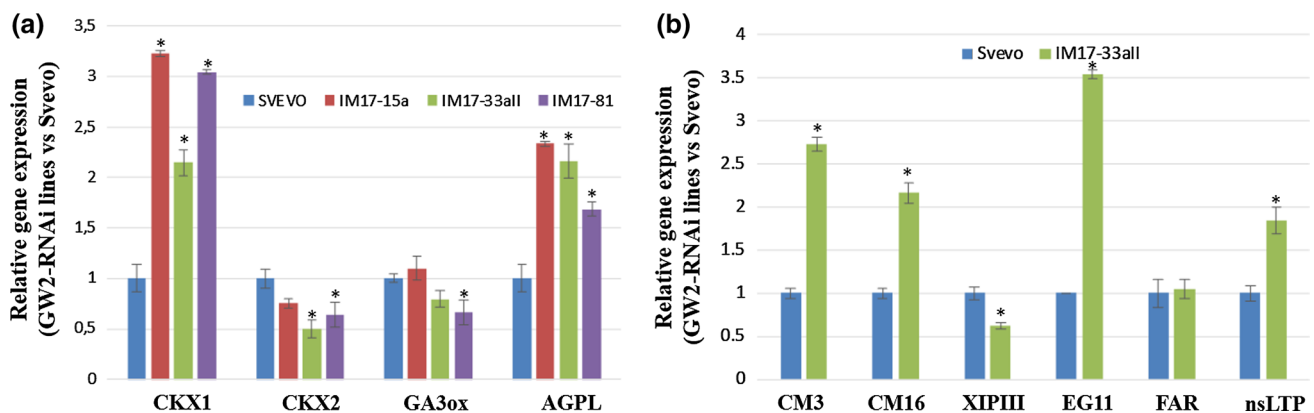 (a)
Relative gene expression
(GW2-RNAi lines vs Svevo)
3,5
3
2,5
2
1,5
1
0,5
0
SVEVO IM17-15a IM17-33aII IM17-81
* * * * * * * * *
CKX1 CKX2 GA3ox AGPL
(b)
Relative gene expression
(GW2-RNAi lines vs Svevo)
4
3.5
3
2.5
2
1.5
1
0.5
0
Svevo IM17-33aII
* * * * *
CM3 CM16 XIPIII EG11 FAR nsLTP